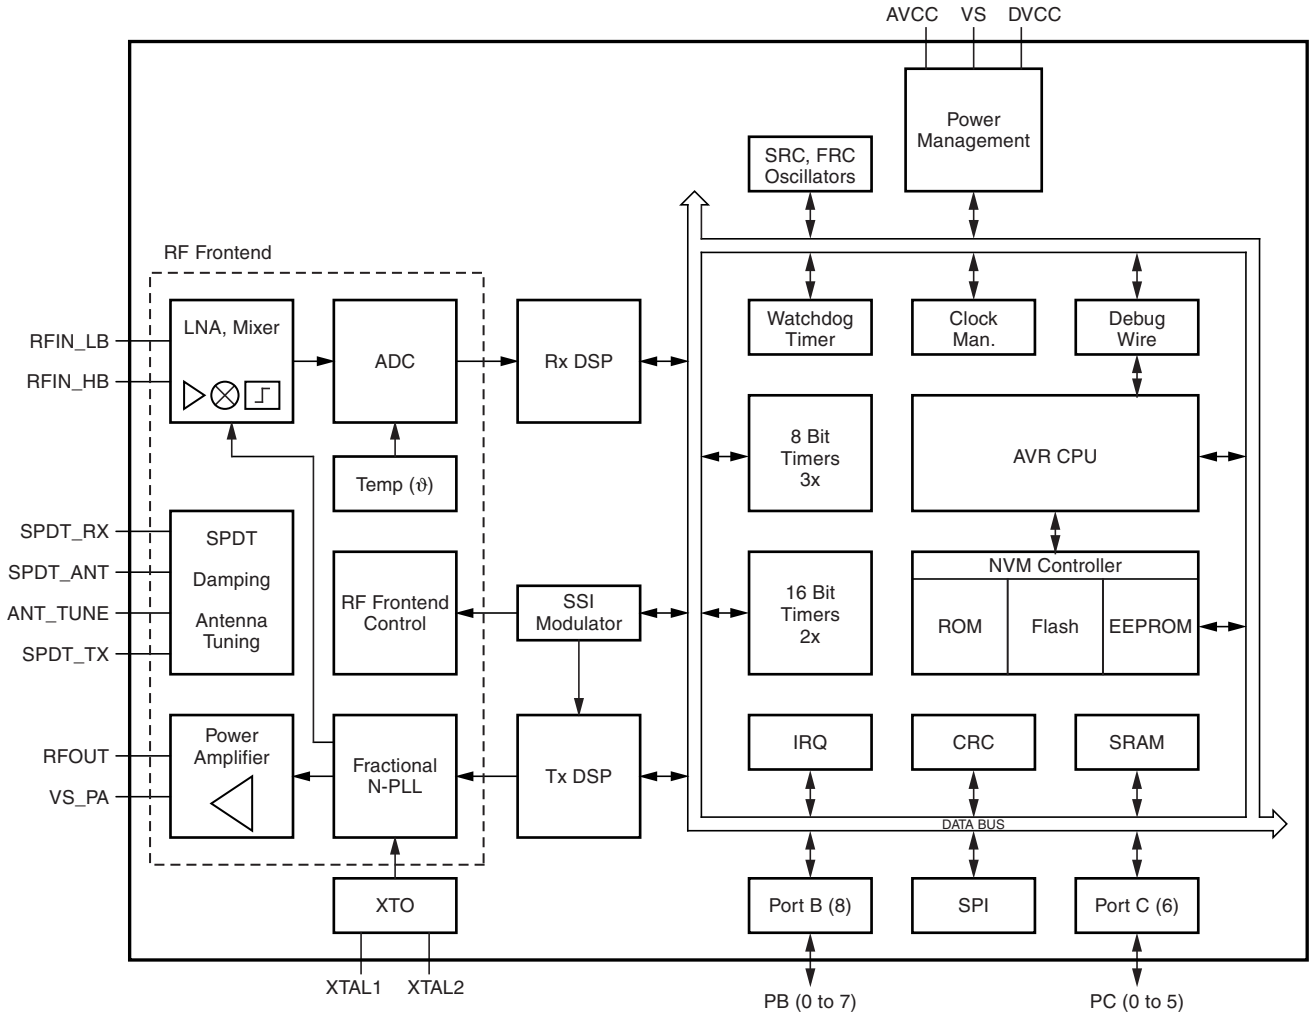 AVCC VS DVCC
Power
Management
SRC, FRC
Oscillators
RF Frontend
LNA, Mixer
RFIN_LB
RFIN_HB
ADC
Rx DSP
Watchdog
Timer
Clock
Man.
Debug
Wire
8 Bit
Timers
3x
AVR CPU
Temp (ϑ)
SPDT_RX
SPDT_ANT
ANT_TUNE
SPDT_TX
SPDT
Damping
Antenna
Tuning
RF Frontend
Control
SSI
Modulator
16 Bit
Timers
2x
NVM Controller
ROM
Flash
EEPROM
RFOUT
VS_PA
Power
Amplifier
Fractional
N-PLL
Tx DSP
IRQ
CRC
SRAM
DATA BUS
XTO
Port B (8)
SPI
Port C (6)
XTAL1 XTAL2
PB (0 to 7)
PC (0 to 5)